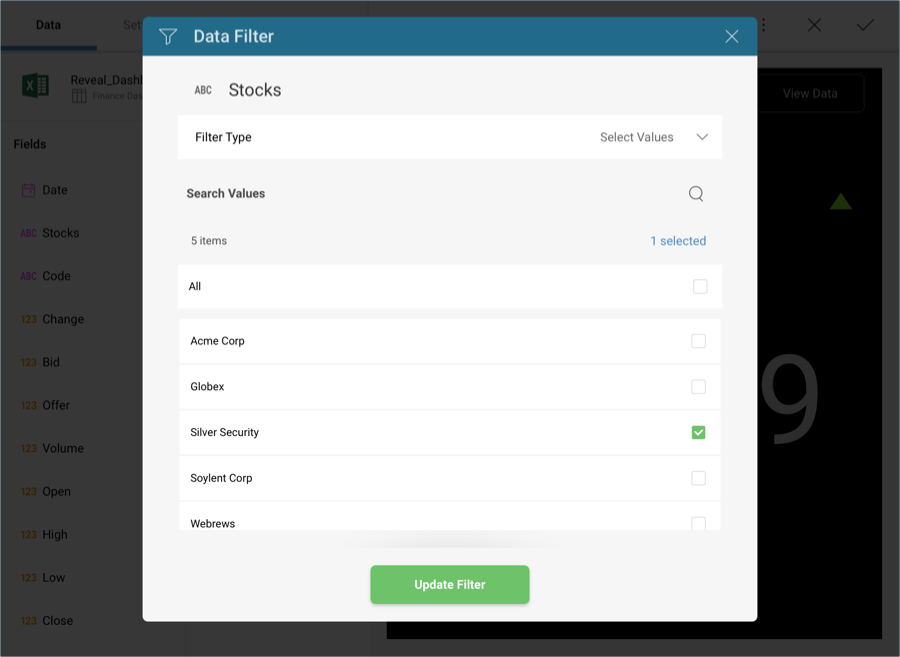 Data
Set
Data Filter
Reveal_Dashb
Finance Das
View Data
ABC Stocks
Filter Type
Select Values
Fields
Search Values
Date
5 items
1 selected
ABC Stocks
ABC Code
All
123 Change
Acme Corp
123 Bid
Globex
9
123 Offer
Silver Security
123 Volume
Soylent Corp
123 Open
Webrews
123 High
123 Low
Update Filter
123 Close